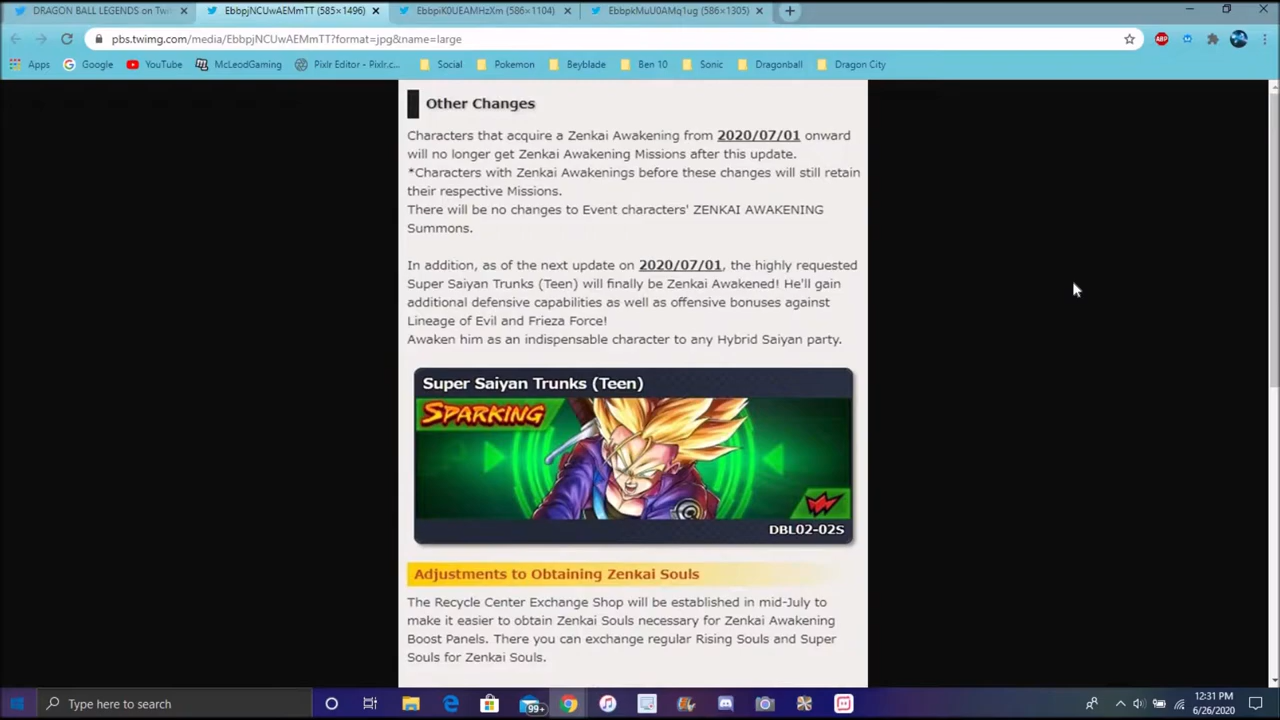 DRAGON BALL LEGENDS on Twitt
EbbpjNCUwAEMmTT (585×1496)
EbbpiK0UEAMHzXm (586×1104)
EbbpkMuU0AMq1ug (586×1305)
pbs.twimg.com/media/EbbpjNCUwAEMmTT?format=jpg&name=large
ABP
Apps
Google
YouTube
McLeodGaming
Pixlr Editor - Pixlr.c...
Social
Pokemon
Beyblade
Ben 10
Sonic
Dragonball
Dragon City
Other Changes
Characters that acquire a Zenkai Awakening from 2020/07/01 onward
will no longer get Zenkai Awakening Missions after this update.
*Characters with Zenkai Awakenings before these changes will still retain
their respective Missions.
There will be no changes to Event characters' ZENKAI AWAKENING
Summons.
In addition, as of the next update on 2020/07/01, the highly requested
Super Saiyan Trunks (Teen) will finally be Zenkai Awakened! He'll gain
additional defensive capabilities as well as offensive bonuses against
Lineage of Evil and Frieza Force!
Awaken him as an indispensable character to any Hybrid Saiyan party.
Super Saiyan Trunks (Teen)
SPARKING
DBL02-02S
Adjustments to Obtaining Zenkai Souls
The Recycle Center Exchange Shop will be established in mid-July to
make it easier to obtain Zenkai Souls necessary for Zenkai Awakening
Boost Panels. There you can exchange regular Rising Souls and Super
Souls for Zenkai Souls.
Type here to search
99+
12:31 PM
6/26/2020